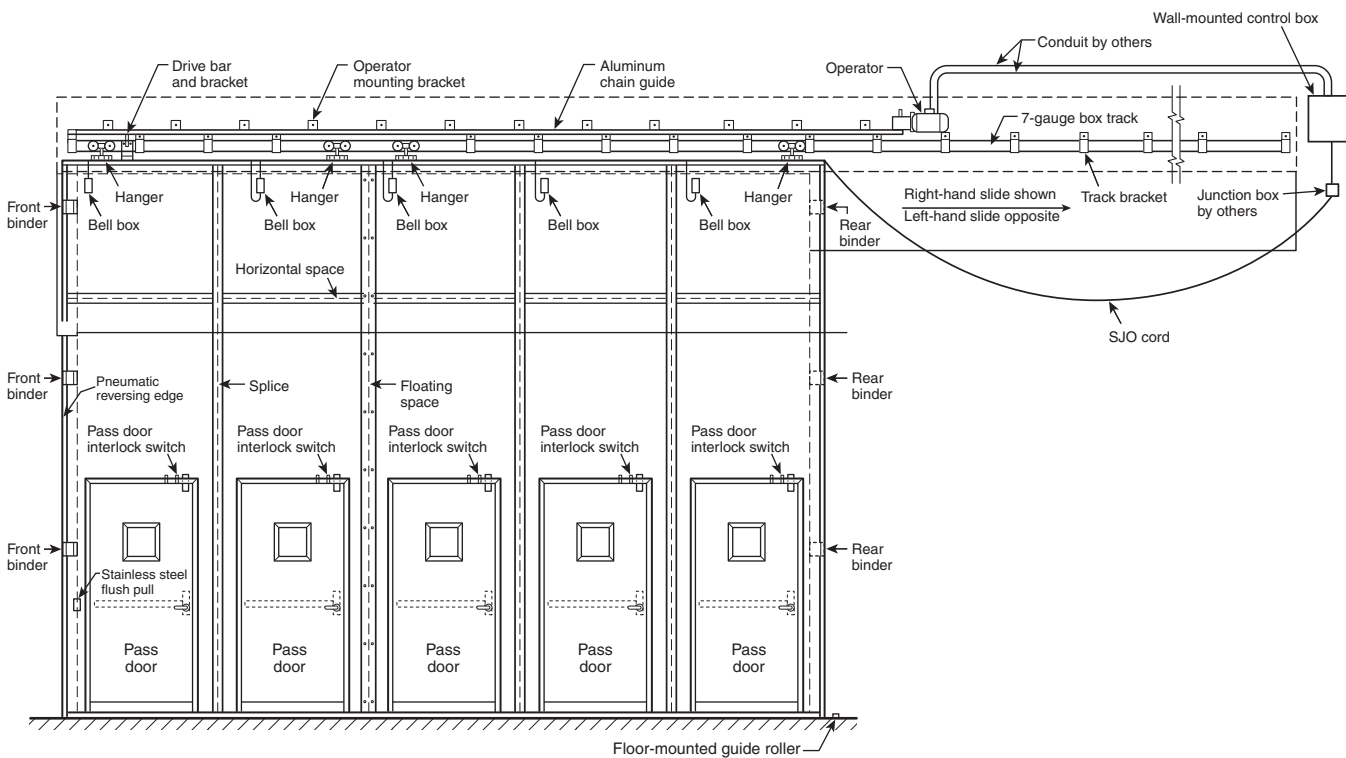 Wall-mounted control box
Conduit by others
Drive bar
and bracket
Operator
mounting bracket
Aluminum
chain guide
Operator
7-gauge box track
Hanger
Hanger
Hanger
Hanger
Right-hand slide shown
Left-hand slide opposite
Track bracket
Junction box
by others
Front
binder
Bell box
Bell box
Bell box
Bell box
Bell box
Rear
binder
Horizontal space
SJO cord
Front
binder
Pneumatic
reversing edge
Splice
Floating
space
Rear
binder
Pass door
interlock switch
Pass door
interlock switch
Pass door
interlock switch
Pass door
interlock switch
Pass door
interlock switch
Front
binder
Rear
binder
Stainless steel
flush pull
Pass
door
Pass
door
Pass
door
Pass
door
Pass
door
Floor-mounted guide roller